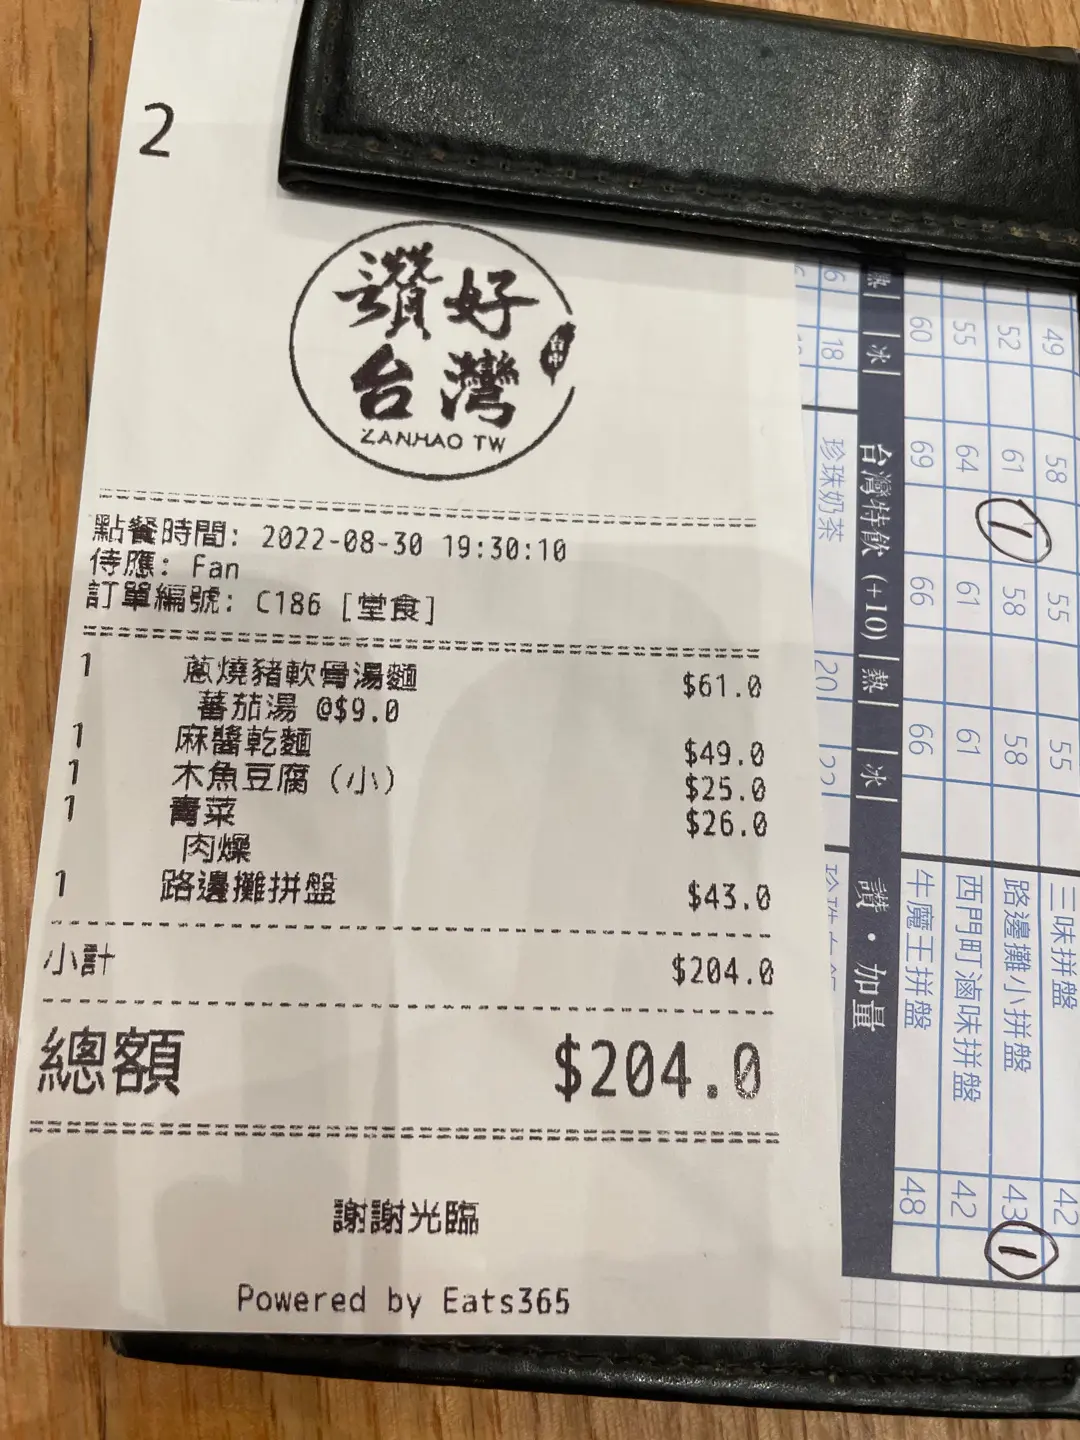 2
讚好
台灣
台中
ZANHAO TW
點餐時間: 2022-08-30 19:30:10
侍應: Fan
訂單編號: C186 [堂食]
1 蔥燒豬軟骨湯麵 $61.0
蕃茄湯 @$9.0
1 麻醬乾麵 $49.0
1 木魚豆腐（小） $25.0
1 青菜 $26.0
肉燥
1 路邊攤拼盤 $43.0
小計 $204.0
總額 $204.0
謝謝光臨
Powered by Eats365
49 58 55 55 三味拼盤 42
52 61 1 58 58 路邊攤小拼盤 43 1
55 64 61 61 西門町滷味拼盤 42
60 69 66 66 牛魔王拼盤 48
熱 冰 台灣特飲 (+10) 熱 冰 讚·加量
18 珍珠奶茶 20 22